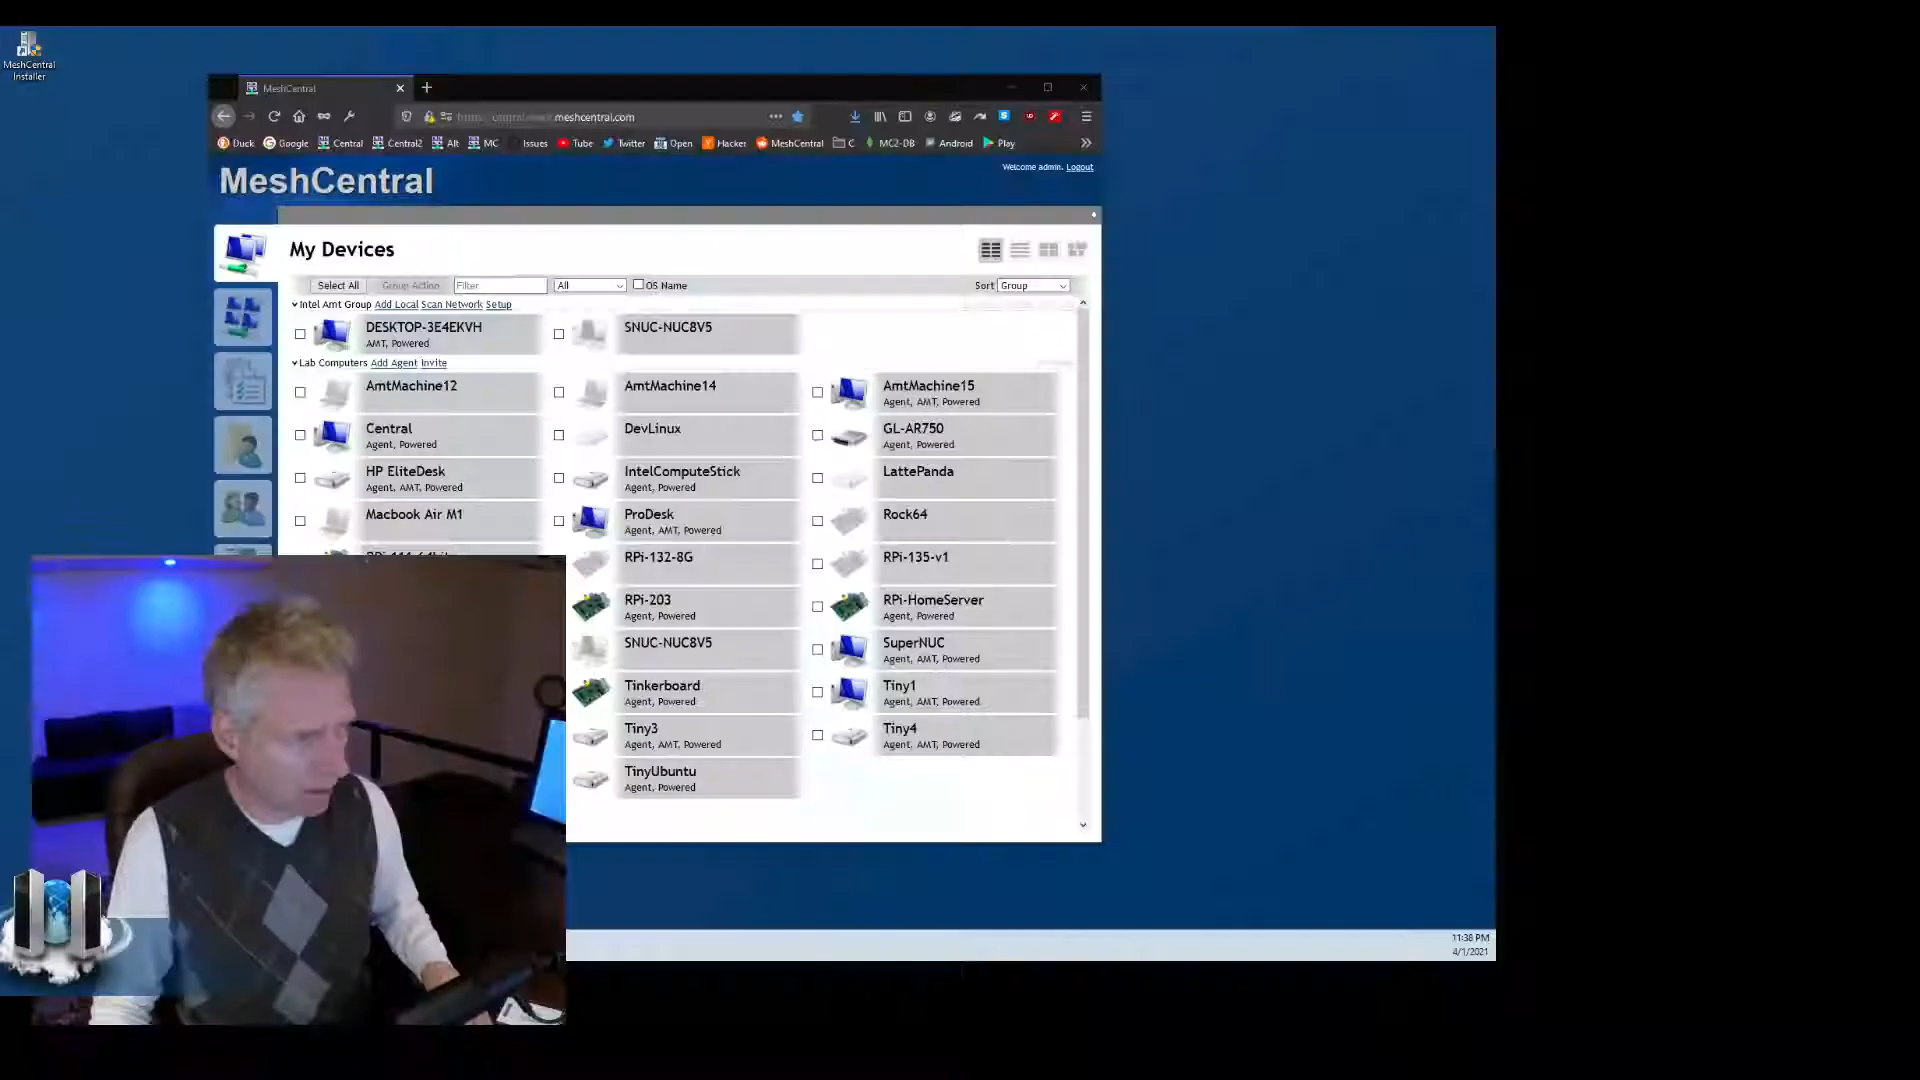 MeshCentral
Installer
MeshCentral
meshcentral.com
Duck Google Central Central2 Alt MC Issues Tube Twitter Open Hacker MeshCentral C MC2-DB Android Play
MeshCentral
Welcome admin. Logout
My Devices
Select All Group Action Filter All OS Name Sort Group
Intel Amt Group Add Local Scan Network Setup
DESKTOP-3E4EKVH
AMT, Powered
SNUC-NUC8V5
Lab Computers Add Agent Invite
AmtMachine12
AmtMachine14
AmtMachine15
Agent, AMT, Powered
Central
Agent, Powered
DevLinux
GL-AR750
Agent, Powered
HP EliteDesk
Agent, AMT, Powered
IntelComputeStick
Agent, Powered
LattePanda
Macbook Air M1
ProDesk
Agent, AMT, Powered
Rock64
RPi-132-8G
RPi-135-v1
RPi-203
Agent, Powered
RPi-HomeServer
Agent, Powered
SNUC-NUC8V5
SuperNUC
Agent, AMT, Powered
Tinkerboard
Agent, Powered
Tiny1
Agent, AMT, Powered
Tiny3
Agent, AMT, Powered
Tiny4
Agent, AMT, Powered
TinyUbuntu
Agent, Powered
11:38 PM
4/1/2021